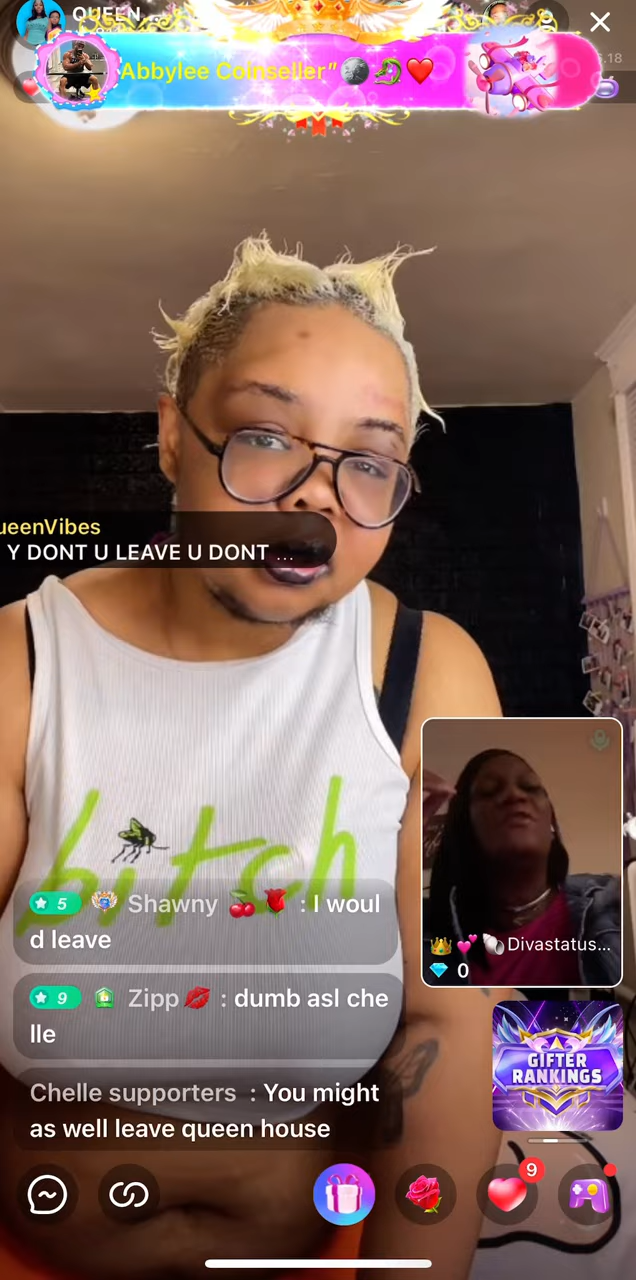 QUEEN...
Abbylee Coinseller"
.18
ueenVibes
Y DONT U LEAVE U DONT ...
bitch
Divastatus...
0
5 Shawny : I woul
d leave
9 Zipp : dumb asl che
lle
Chelle supporters : You might
as well leave queen house
GIFTER
RANKINGS
9